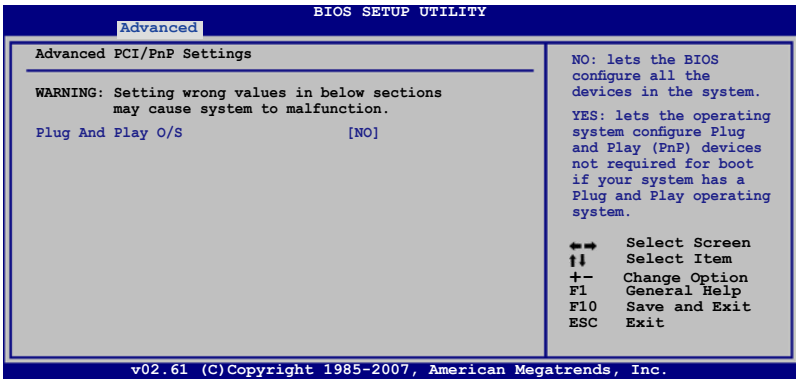 BIOS SETUP UTILITY
Advanced
Advanced PCI/PnP Settings
WARNING: Setting wrong values in below sections
may cause system to malfunction.
Plug And Play O/S [NO]
NO: lets the BIOS
configure all the
devices in the system.
YES: lets the operating
system configure Plug
and Play (PnP) devices
not required for boot
if your system has a
Plug and Play operating
system.
←→ Select Screen
↑↓ Select Item
+- Change Option
F1 General Help
F10 Save and Exit
ESC Exit
v02.61 (C)Copyright 1985-2007, American Megatrends, Inc.